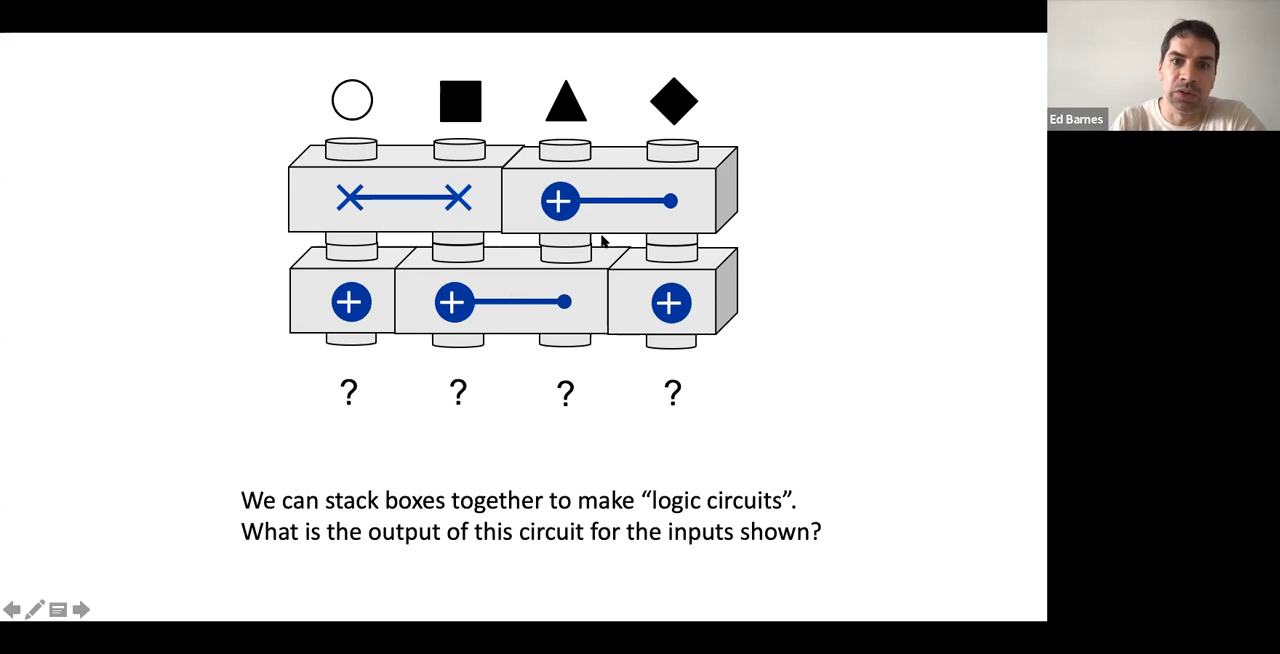 Ed Barnes
? ? ? ?
We can stack boxes together to make “logic circuits”.
What is the output of this circuit for the inputs shown?